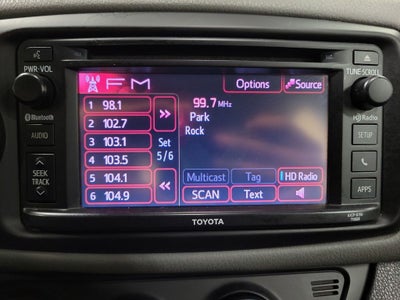 PWR•VOL
FM
Options
Source
TUNE•SCROLL
1 98.1
2 102.7
3 103.1
4 103.5
5 104.1
6 104.9
>>
Set
5/6
<<
99.7 MHz
Park
Rock
Multicast
Tag
HD Radio
SCAN
Text
Bluetooth
AUDIO
SEEK
TRACK
HD Radio
SETUP
APPS
TOYOTA